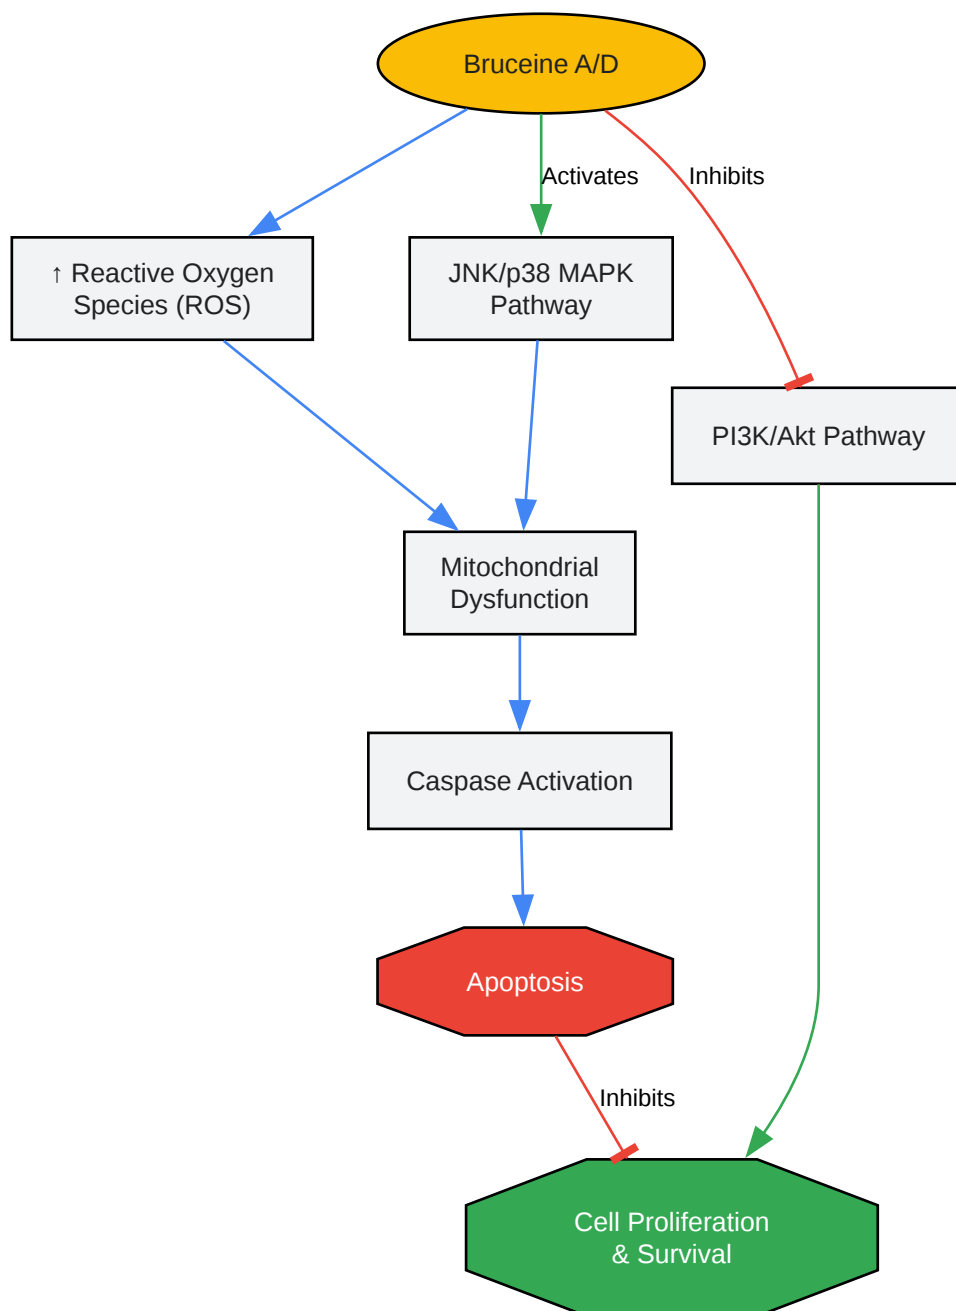 Bruceine A/D
Activates
Inhibits
↑ Reactive Oxygen
Species (ROS)
JNK/p38 MAPK
Pathway
PI3K/Akt Pathway
Mitochondrial
Dysfunction
Caspase Activation
Apoptosis
Inhibits
Cell Proliferation
& Survival